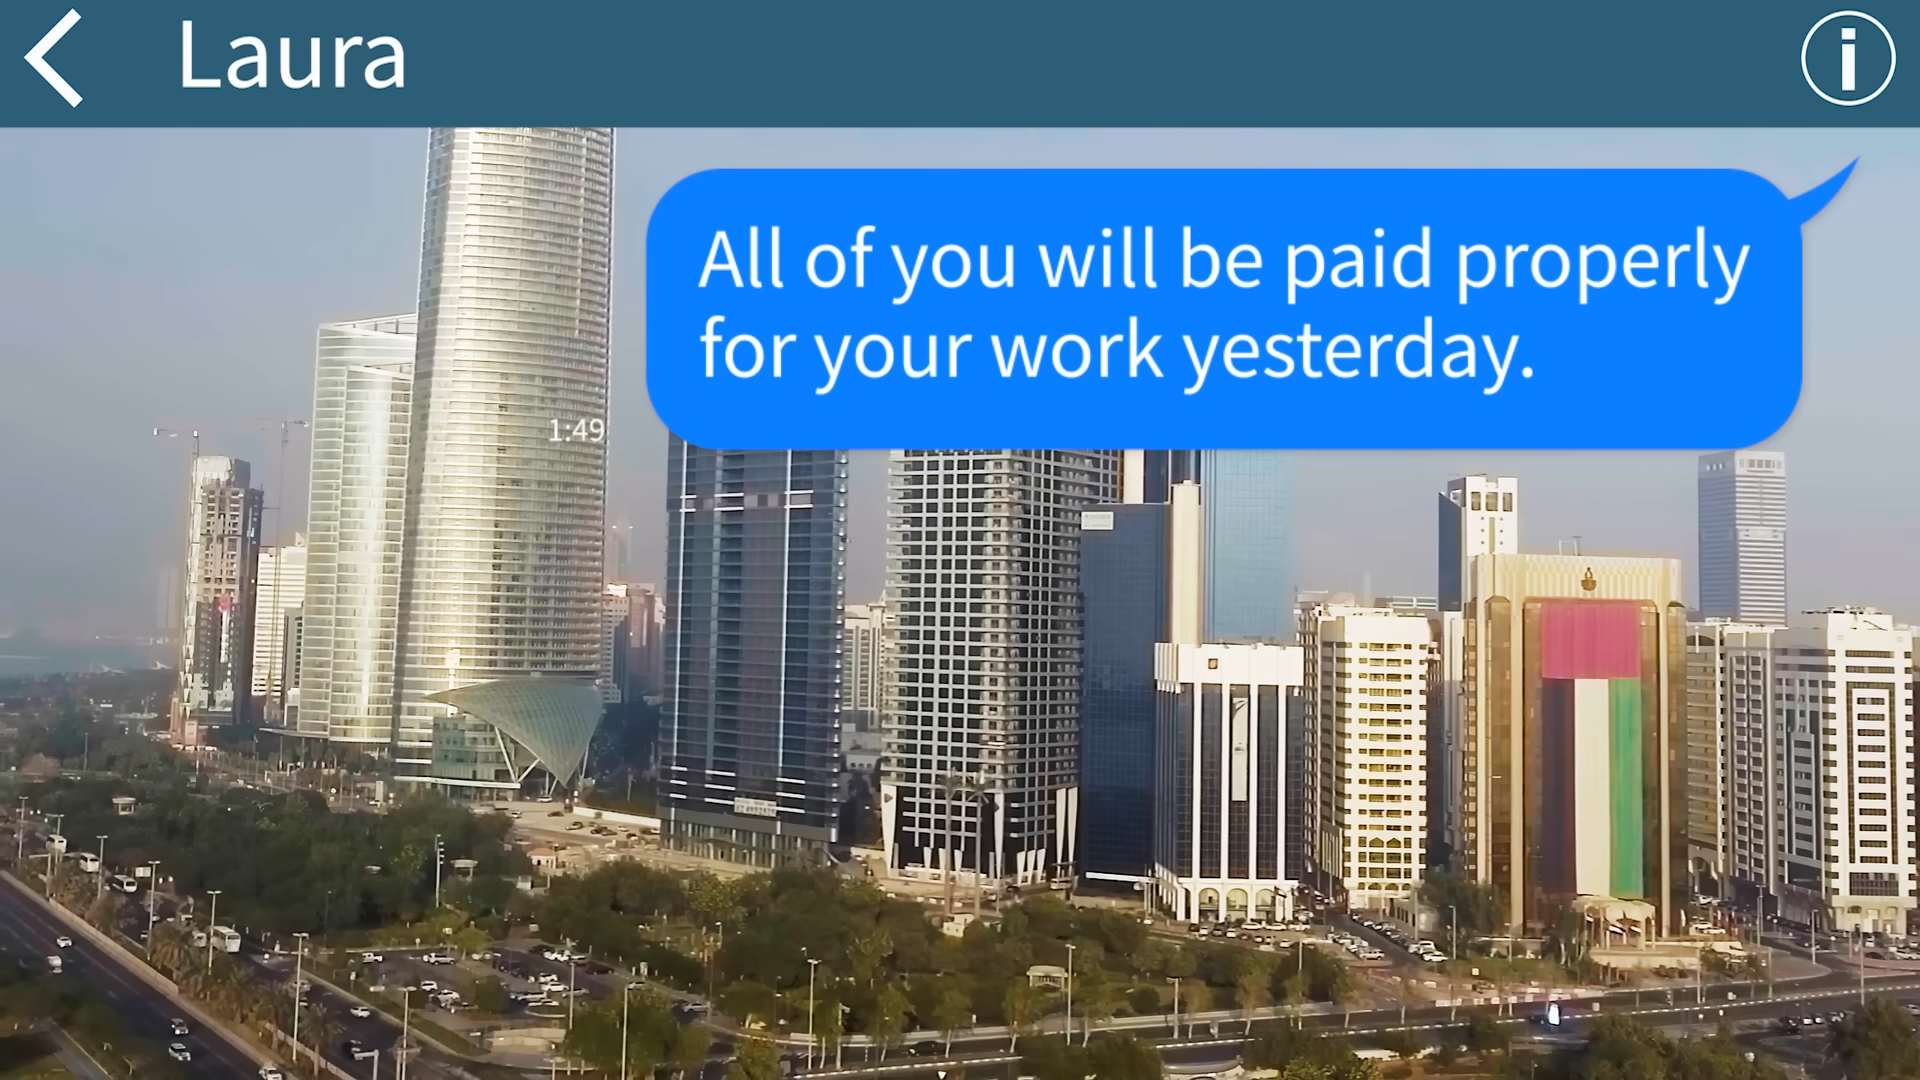 Laura
All of you will be paid properly
for your work yesterday.
1:49